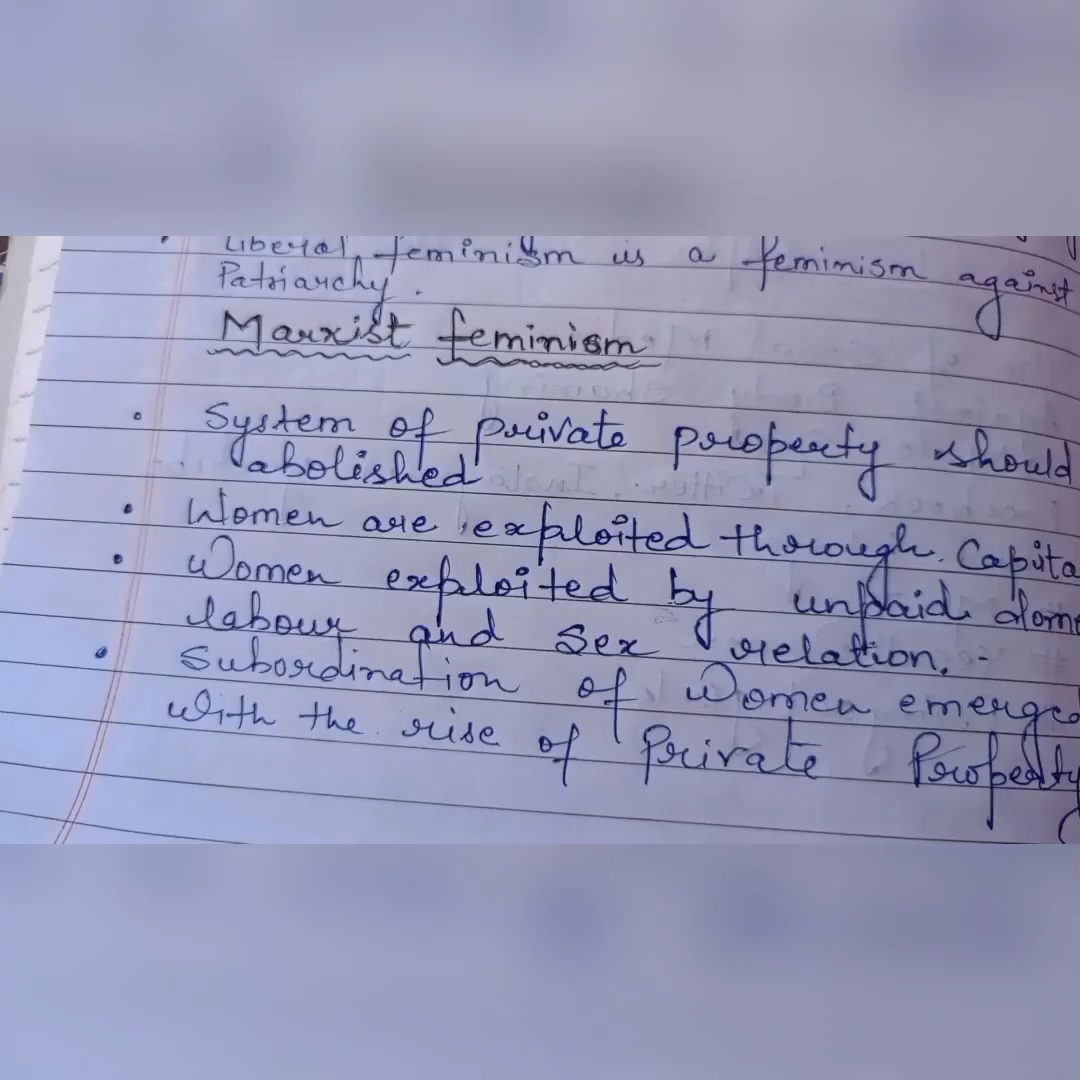 Liberal feminism is a feminism against
Patriarchy.
Marxist feminism
• System of private property should
abolished
• Women are exploited through. Capita
• Women exploited by unpaid dome
labour and sex relation. -
• Subordination of Women emerged
with the rise of Private Property